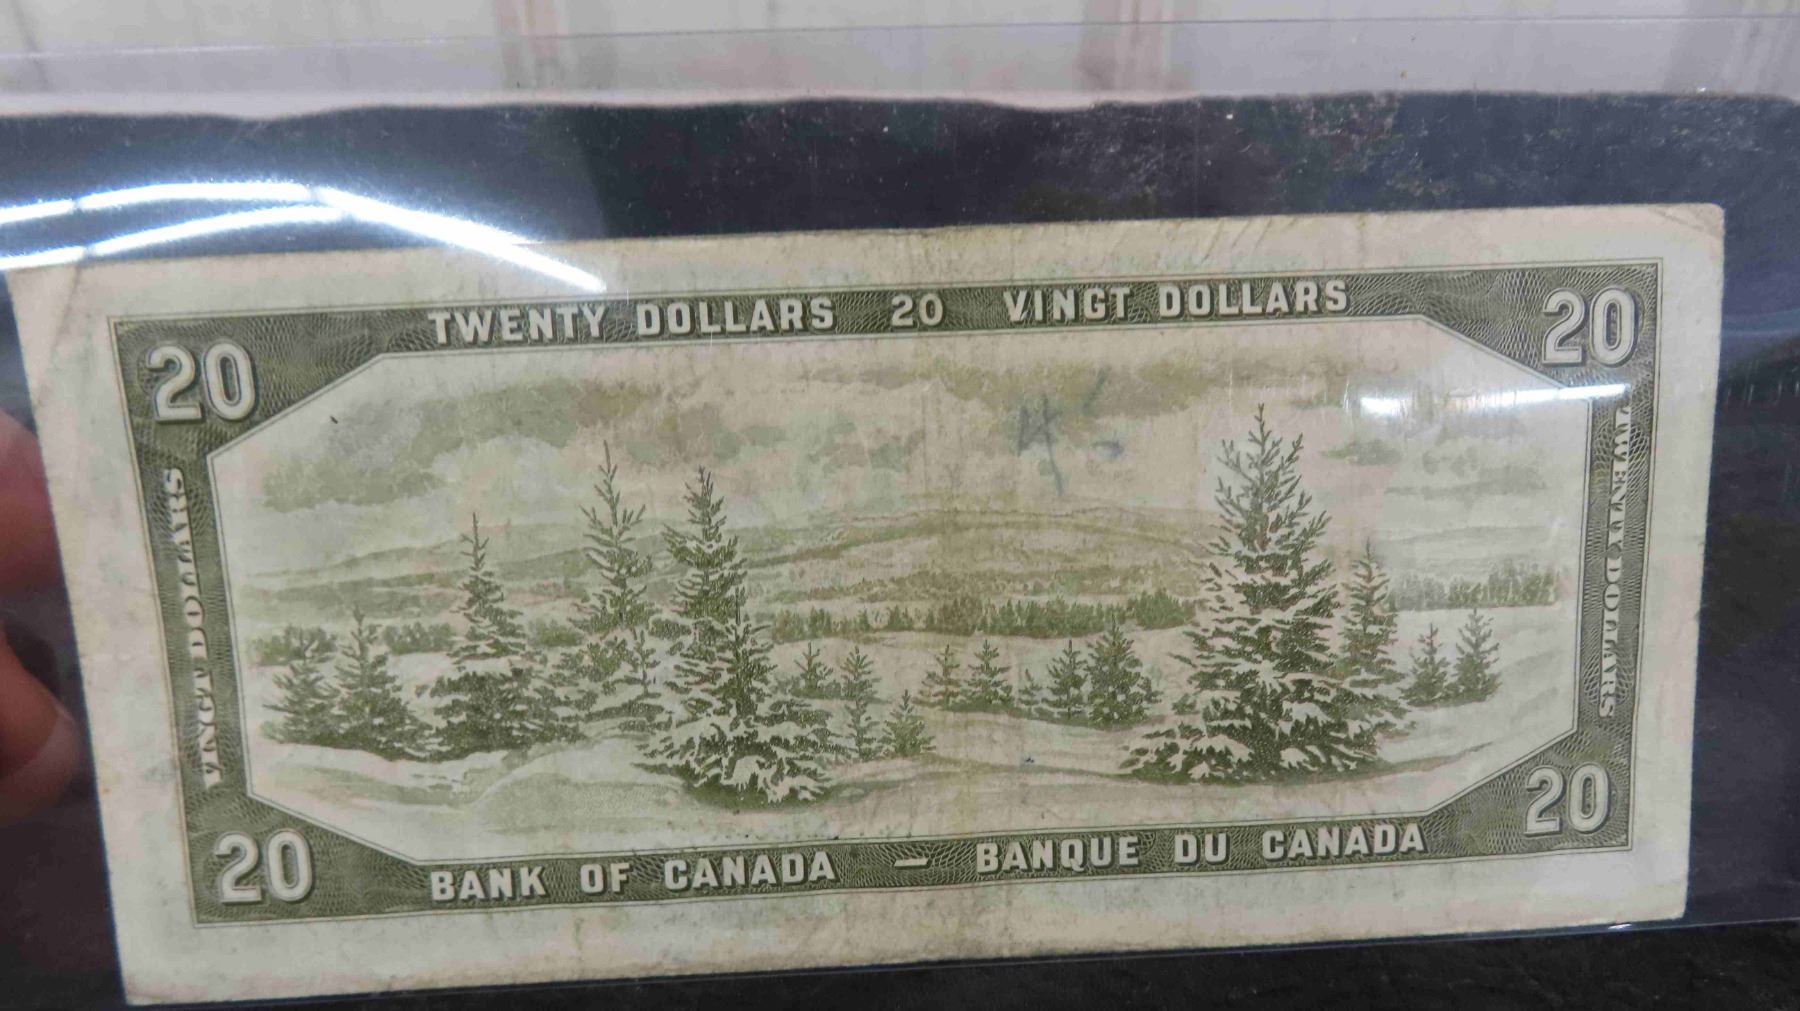 TWENTY DOLLARS 20 VINGT DOLLARS
20
20
VINGT DOLLARS
TWENTY DOLLARS
20
20
BANK OF CANADA — BANQUE DU CANADA